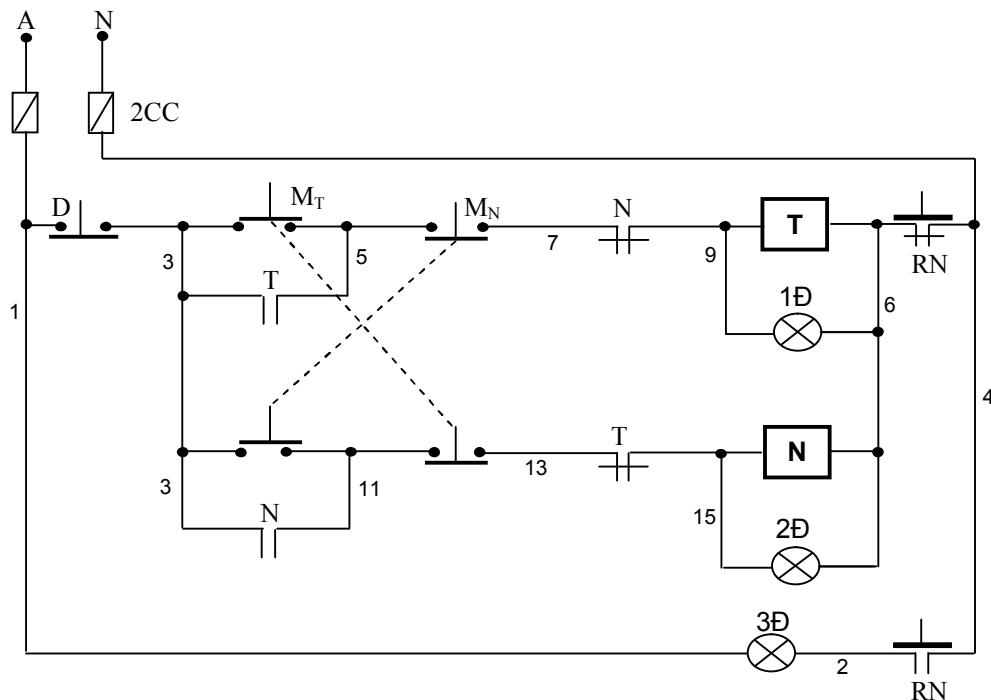 A N
2CC
D M_T M_N N T
3 5 7 9 RN
T 1Đ 6
1
4
T N
3 11 13
N 15 2Đ
3Đ
2 RN